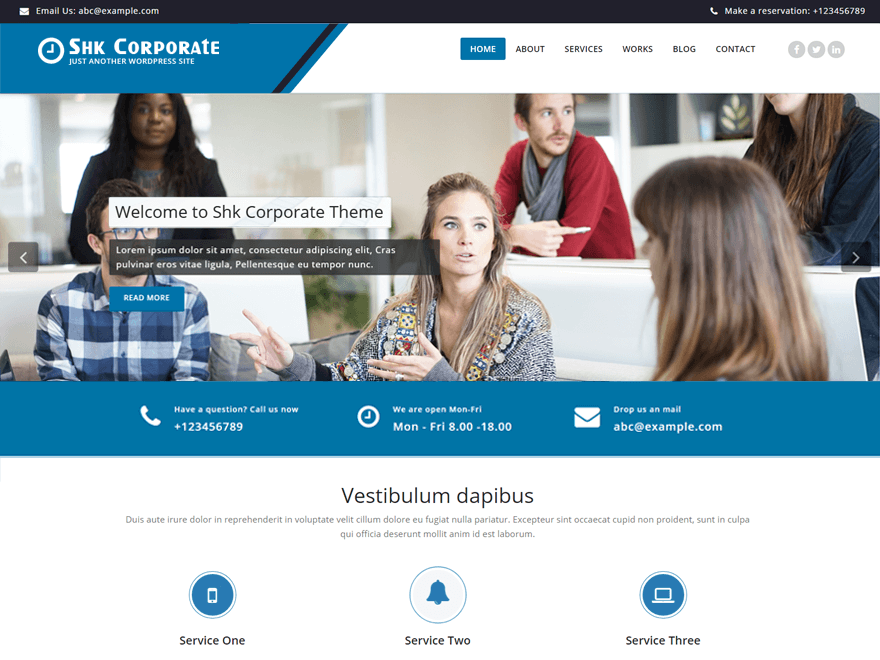 Email Us: abc@example.com
Make a reservation: +123456789
Shk Corporate
JUST ANOTHER WORDPRESS SITE
HOME
ABOUT
SERVICES
WORKS
BLOG
CONTACT
Welcome to Shk Corporate Theme
Lorem ipsum dolor sit amet, consectetur adipiscing elit, Cras
pulvinar eros vitae ligula, Pellentesque eu tempor nunc.
READ MORE
Have a question? Call us now
+123456789
We are open Mon-Fri
Mon - Fri 8.00 -18.00
Drop us an mail
abc@example.com
Vestibulum dapibus
Duis aute irure dolor in reprehenderit in voluptate velit cillum dolore eu fugiat nulla pariatur. Excepteur sint occaecat cupid non proident, sunt in culpa
qui officia deserunt mollit anim id est laborum.
Service One
Service Two
Service Three